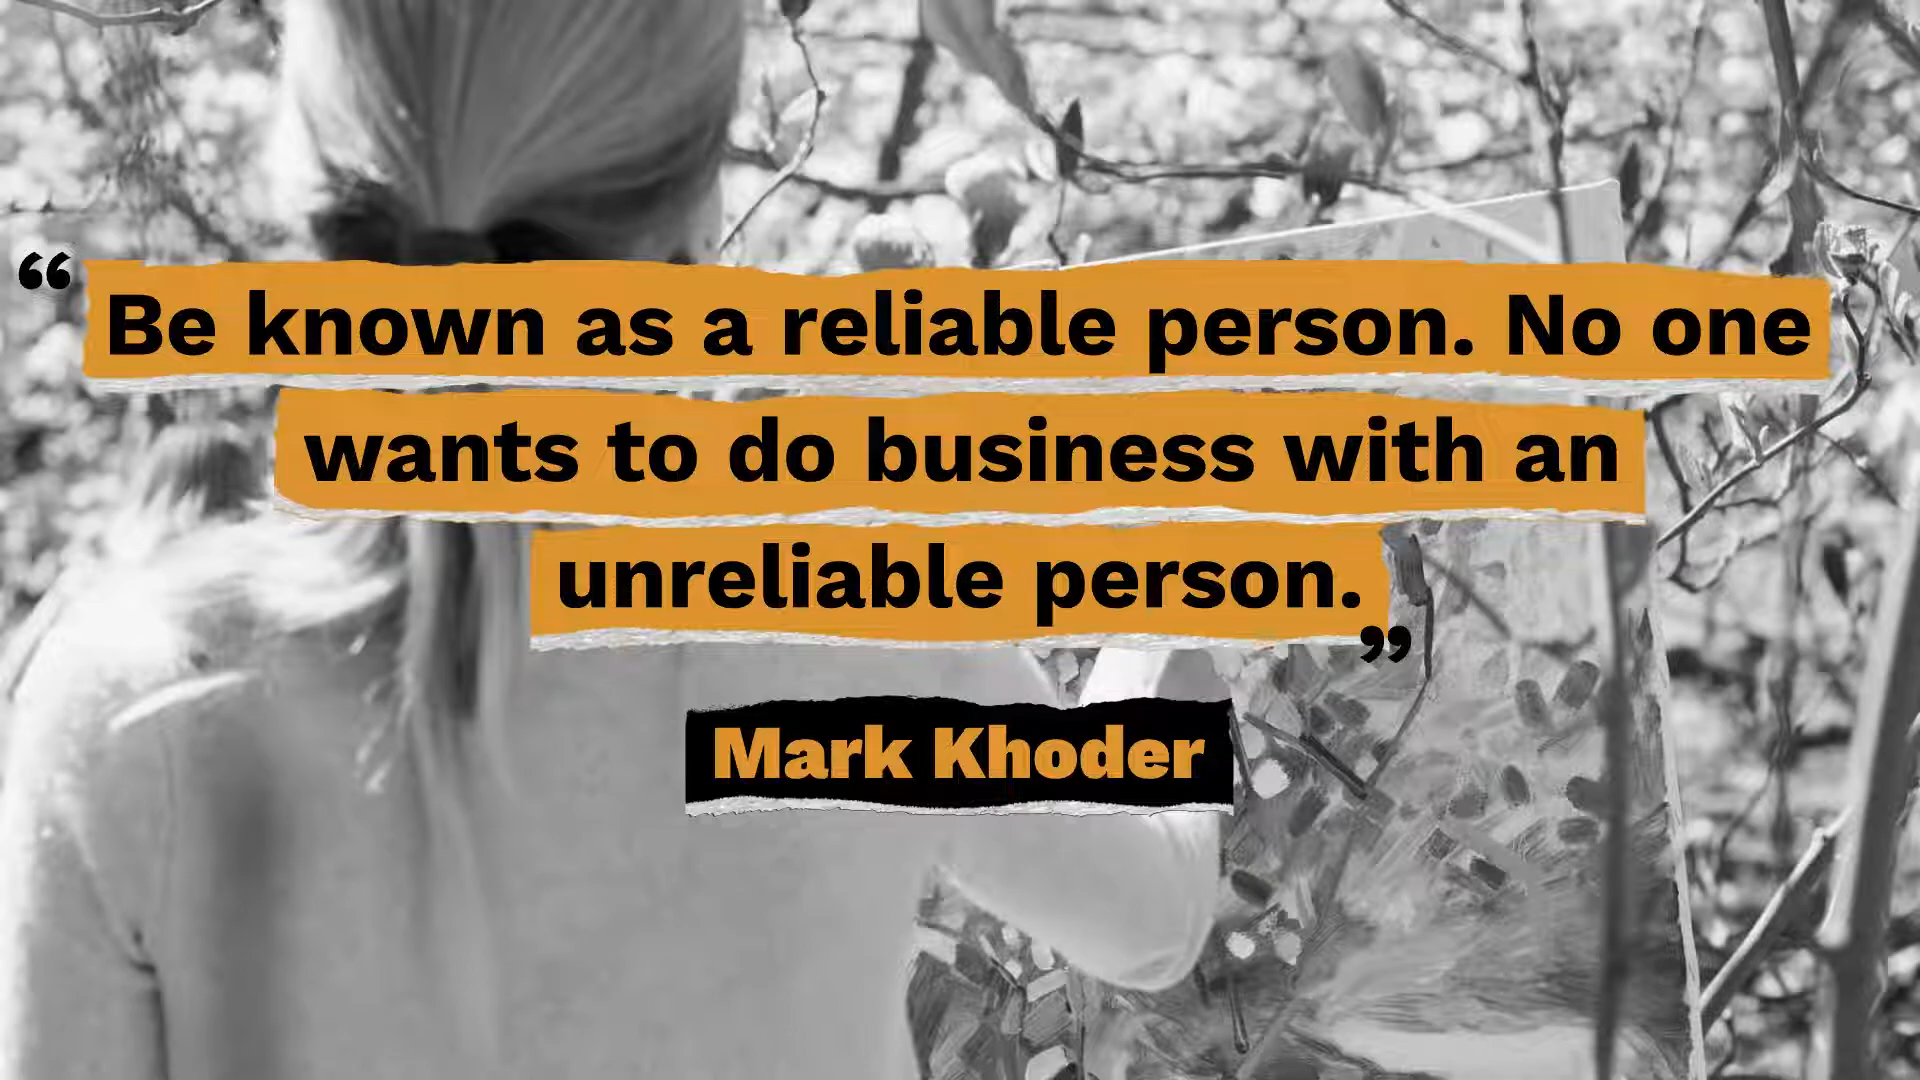 “Be known as a reliable person. No one
wants to do business with an
unreliable person.”
Mark Khoder